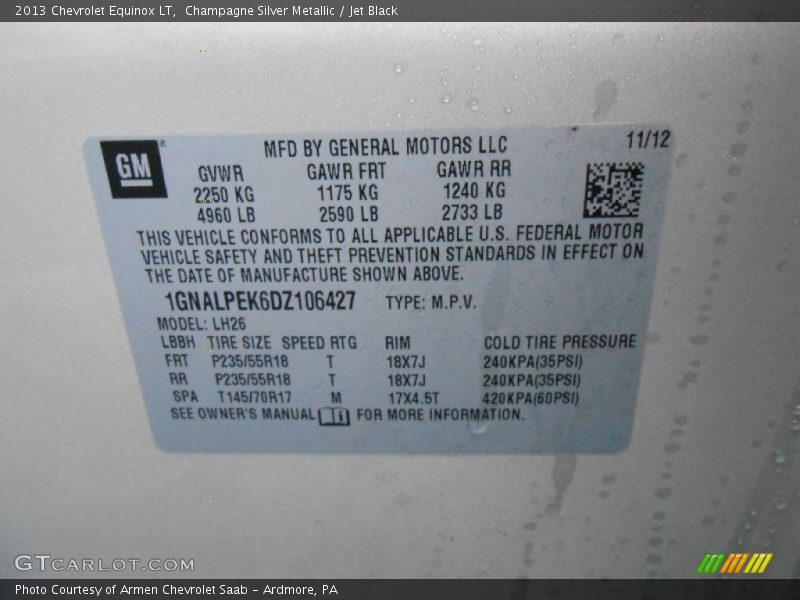 2013 Chevrolet Equinox LT,  Champagne Silver Metallic / Jet Black
GM
MFD BY GENERAL MOTORS LLC
11/12
GVWR GAWR FRT GAWR RR
2250 KG 1175 KG 1240 KG
4960 LB 2590 LB 2733 LB
THIS VEHICLE CONFORMS TO ALL APPLICABLE U.S. FEDERAL MOTOR
VEHICLE SAFETY AND THEFT PREVENTION STANDARDS IN EFFECT ON
THE DATE OF MANUFACTURE SHOWN ABOVE.
1GNALPEK6DZ106427 TYPE: M.P.V.
MODEL: LH26
LBBH TIRE SIZE SPEED RTG RIM COLD TIRE PRESSURE
FRT P235/55R18 T 18X7J 240KPA(35PSI)
RR P235/55R18 T 18X7J 240KPA(35PSI)
SPA T145/70R17 M 17X4.5T 420KPA(60PSI)
SEE OWNER'S MANUAL i FOR MORE INFORMATION.
GTCARLOT.COM
Photo Courtesy of Armen Chevrolet Saab - Ardmore, PA